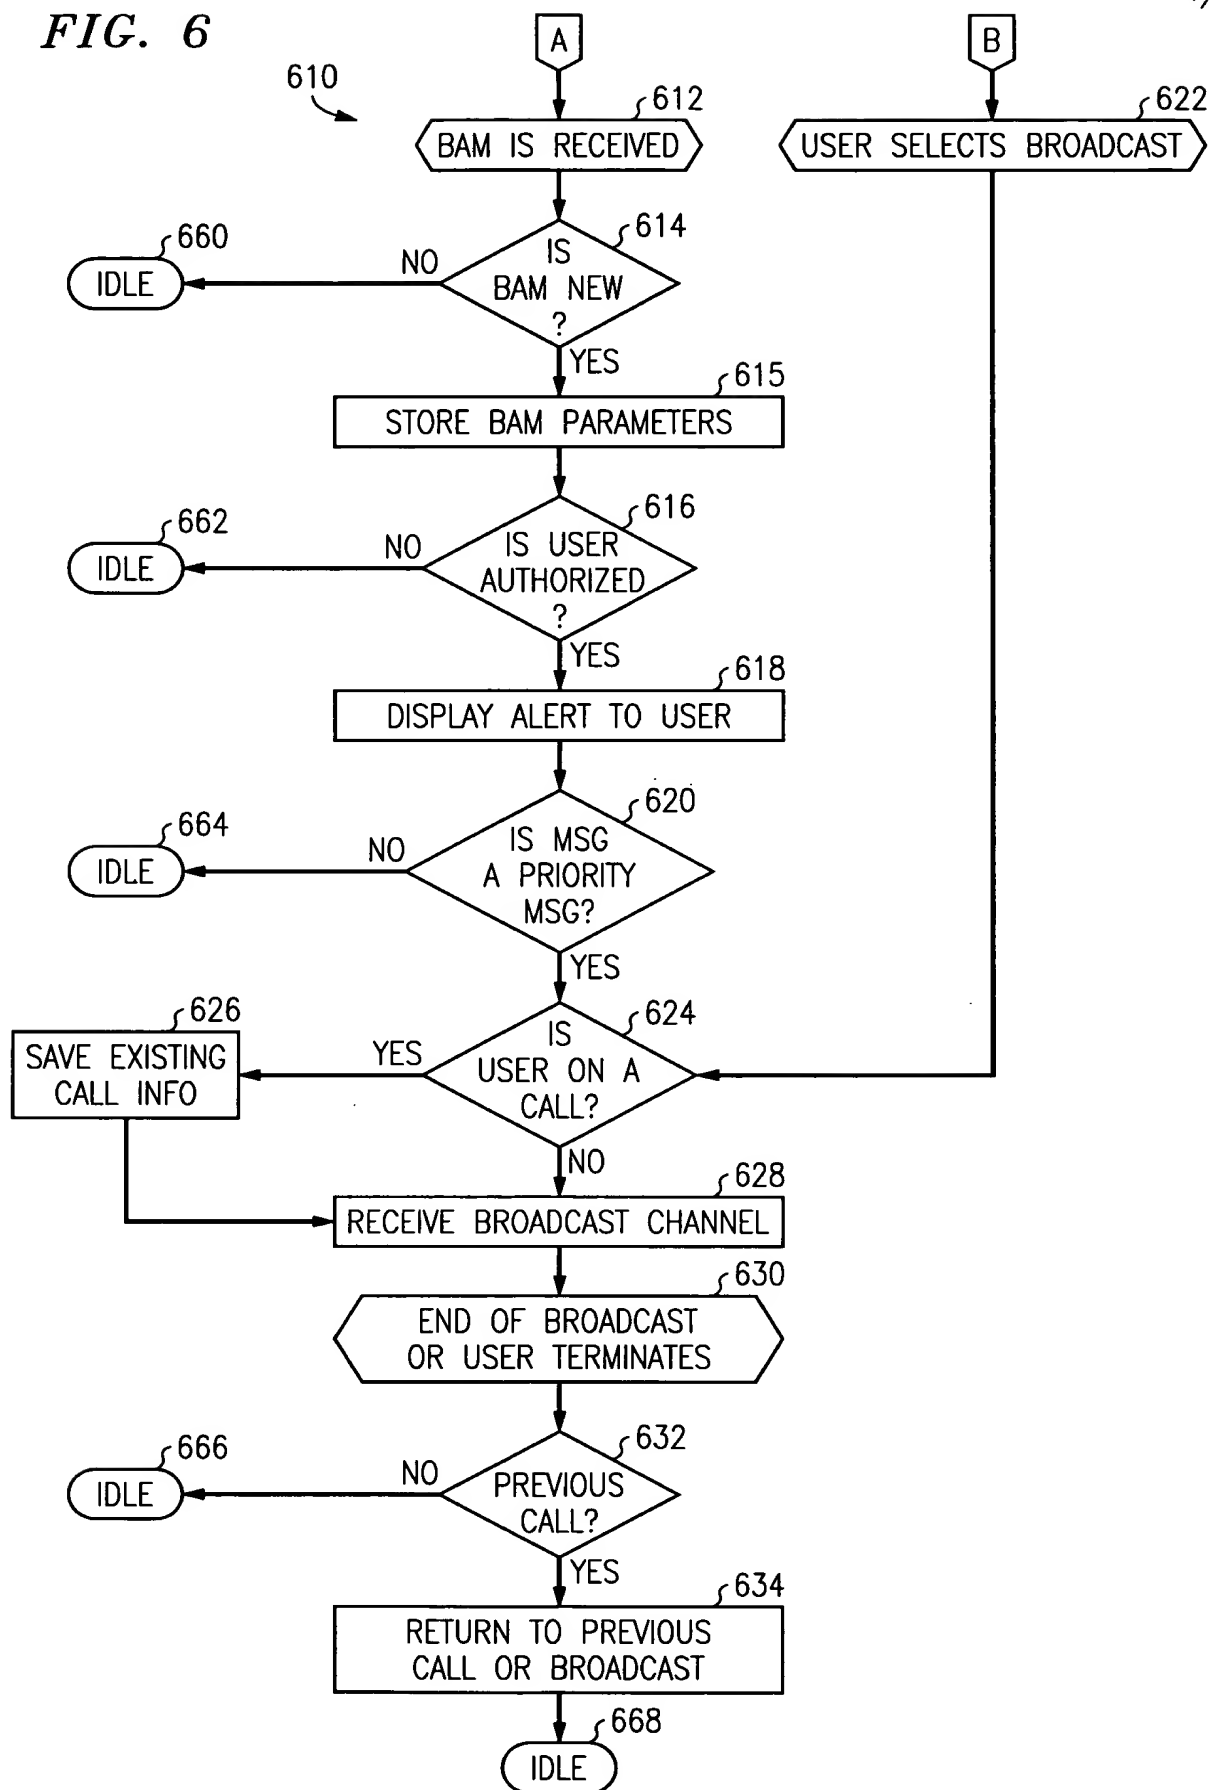 FIG. 6
A
B
610
612
BAM IS RECEIVED
622
USER SELECTS BROADCAST
614
IS
BAM NEW
?
NO
660
IDLE
YES
615
STORE BAM PARAMETERS
616
IS USER
AUTHORIZED
?
NO
662
IDLE
YES
618
DISPLAY ALERT TO USER
620
IS MSG
A PRIORITY
MSG?
NO
664
IDLE
YES
624
IS
USER ON A
CALL?
YES
626
SAVE EXISTING
CALL INFO
NO
628
RECEIVE BROADCAST CHANNEL
630
END OF BROADCAST
OR USER TERMINATES
632
PREVIOUS
CALL?
NO
666
IDLE
YES
634
RETURN TO PREVIOUS
CALL OR BROADCAST
668
IDLE